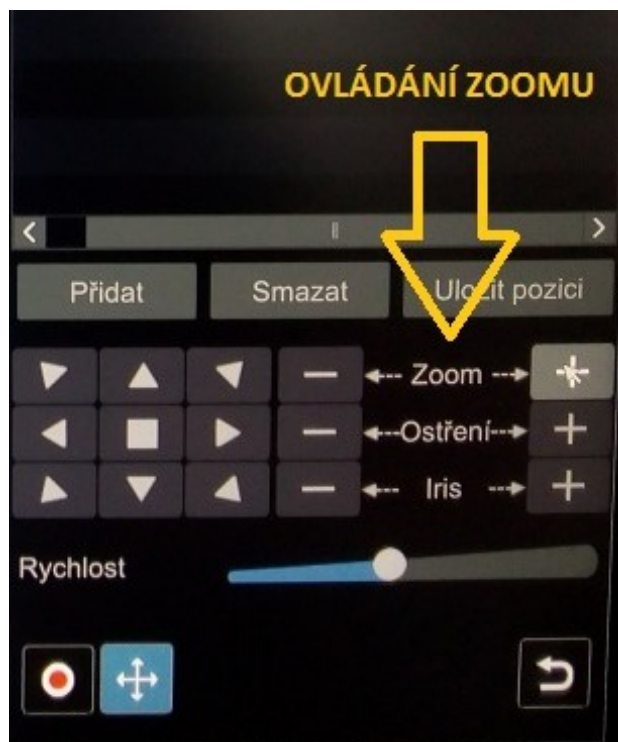 OVLÁDÁNÍ ZOOMU
Přidat Smazat Uložit pozici
Zoom
Ostření
Iris
Rychlost